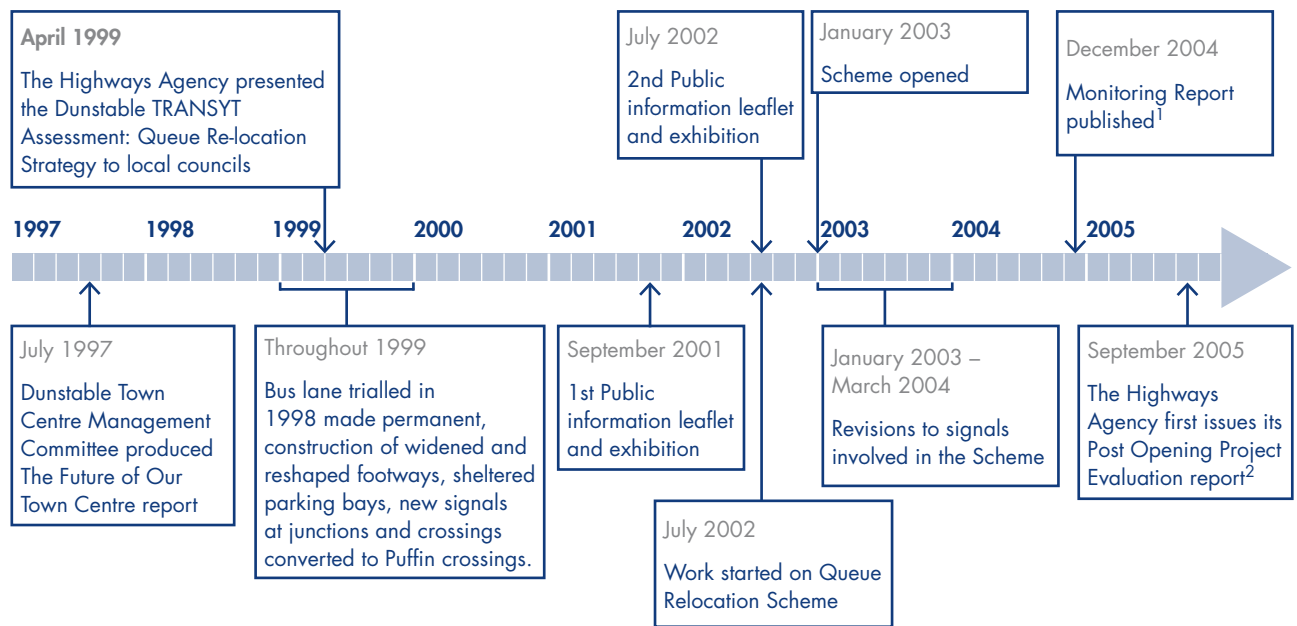 April 1999
The Highways Agency presented
the Dunstable TRANSYT
Assessment: Queue Re-location
Strategy to local councils
July 2002
2nd Public
information leaflet
and exhibition
January 2003
Scheme opened
December 2004
Monitoring Report
published1
1997 1998 1999 2000 2001 2002 2003 2004 2005
July 1997
Dunstable Town
Centre Management
Committee produced
The Future of Our
Town Centre report
Throughout 1999
Bus lane trialled in
1998 made permanent,
construction of widened and
reshaped footways, sheltered
parking bays, new signals
at junctions and crossings
converted to Puffin crossings.
September 2001
1st Public
information leaflet
and exhibition
July 2002
Work started on Queue
Relocation Scheme
January 2003 –
March 2004
Revisions to signals
involved in the Scheme
September 2005
The Highways
Agency first issues its
Post Opening Project
Evaluation report2